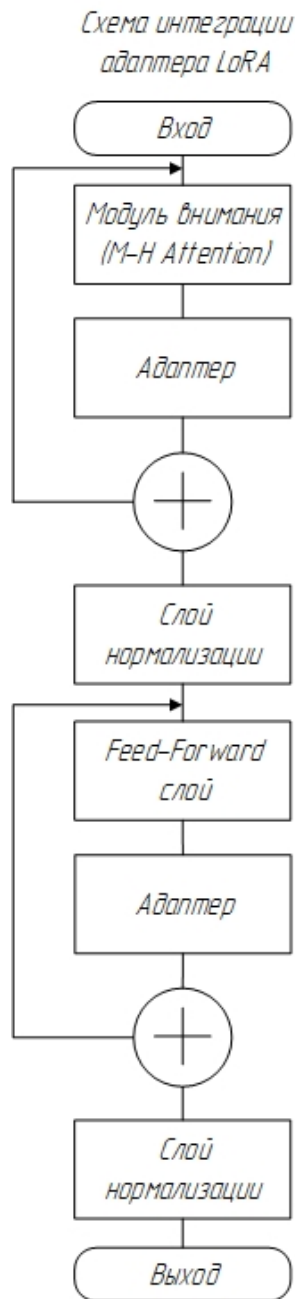 Схема интеграции
адаптера LoRA
Вход
Модуль внимания
(M-H Attention)
Адаптер
Слой
нормализации
Feed-Forward
слой
Адаптер
Слой
нормализации
Выход